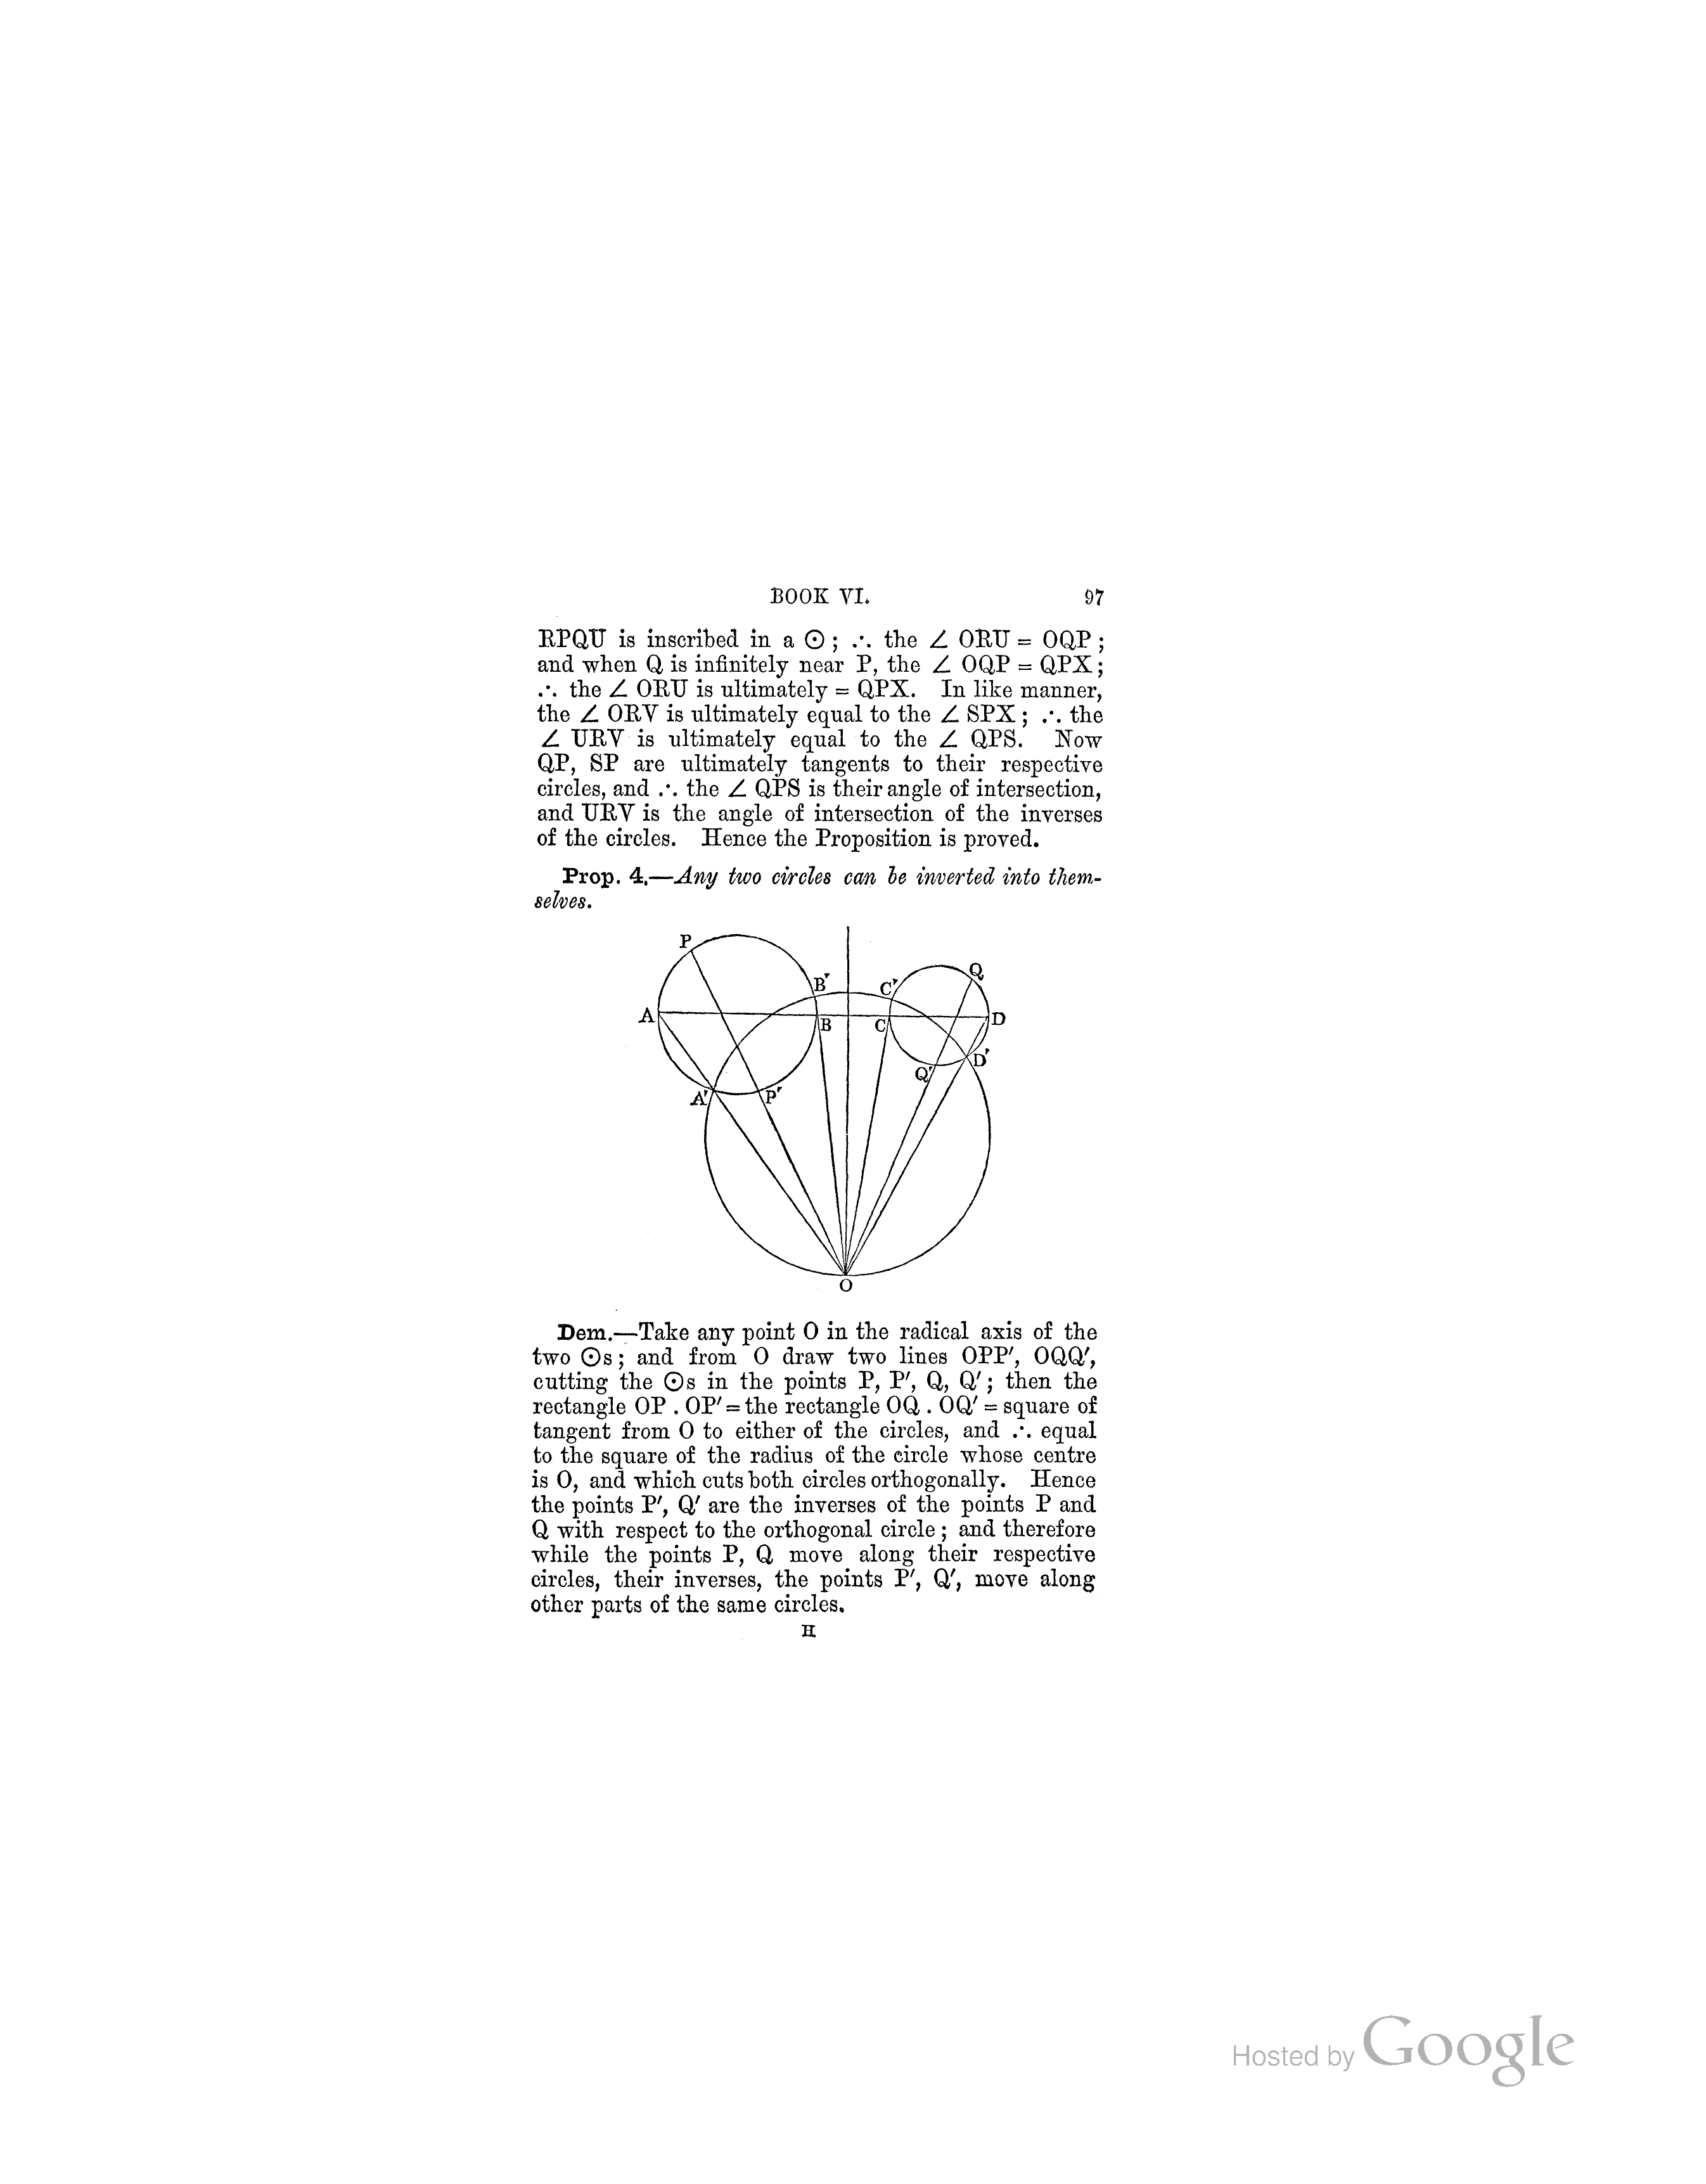 BOOK VI. 97
RPQU is inscribed in a ⊙; ∴ the ∠ ORU = OQP;
and when Q is infinitely near P, the ∠ OQP = QPX;
∴ the ∠ ORU is ultimately = QPX. In like manner,
the ∠ ORV is ultimately equal to the ∠ SPX; ∴ the
∠ URV is ultimately equal to the ∠ QPS. Now
QP, SP are ultimately tangents to their respective
circles, and ∴ the ∠ QPS is their angle of intersection,
and URV is the angle of intersection of the inverses
of the circles. Hence the Proposition is proved.
Prop. 4.—Any two circles can be inverted into them-
selves.
P
B′ C′ Q
A B C D
Q′ D′
A′ P′
O
Dem.—Take any point O in the radical axis of the
two ⊙s; and from O draw two lines OPP′, OQQ′,
cutting the ⊙s in the points P, P′, Q, Q′; then the
rectangle OP . OP′ = the rectangle OQ . OQ′ = square of
tangent from O to either of the circles, and ∴ equal
to the square of the radius of the circle whose centre
is O, and which cuts both circles orthogonally. Hence
the points P′, Q′ are the inverses of the points P and
Q with respect to the orthogonal circle; and therefore
while the points P, Q move along their respective
circles, their inverses, the points P′, Q′, move along
other parts of the same circles.
H
Hosted by Google